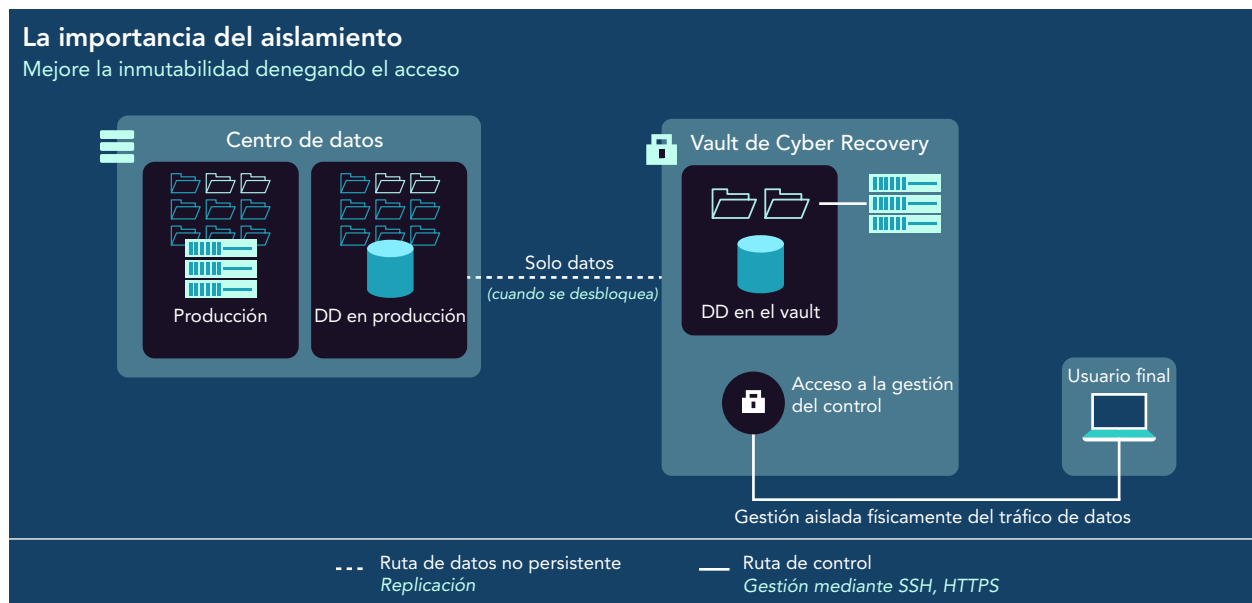 La importancia del aislamiento
Mejore la inmutabilidad denegando el acceso
Centro de datos
Producción
DD en producción
Solo datos
(cuando se desbloquea)
Vault de Cyber Recovery
DD en el vault
Acceso a la gestión
del control
Usuario final
Gestión aislada físicamente del tráfico de datos
Ruta de datos no persistente
Replicación
Ruta de control
Gestión mediante SSH, HTTPS